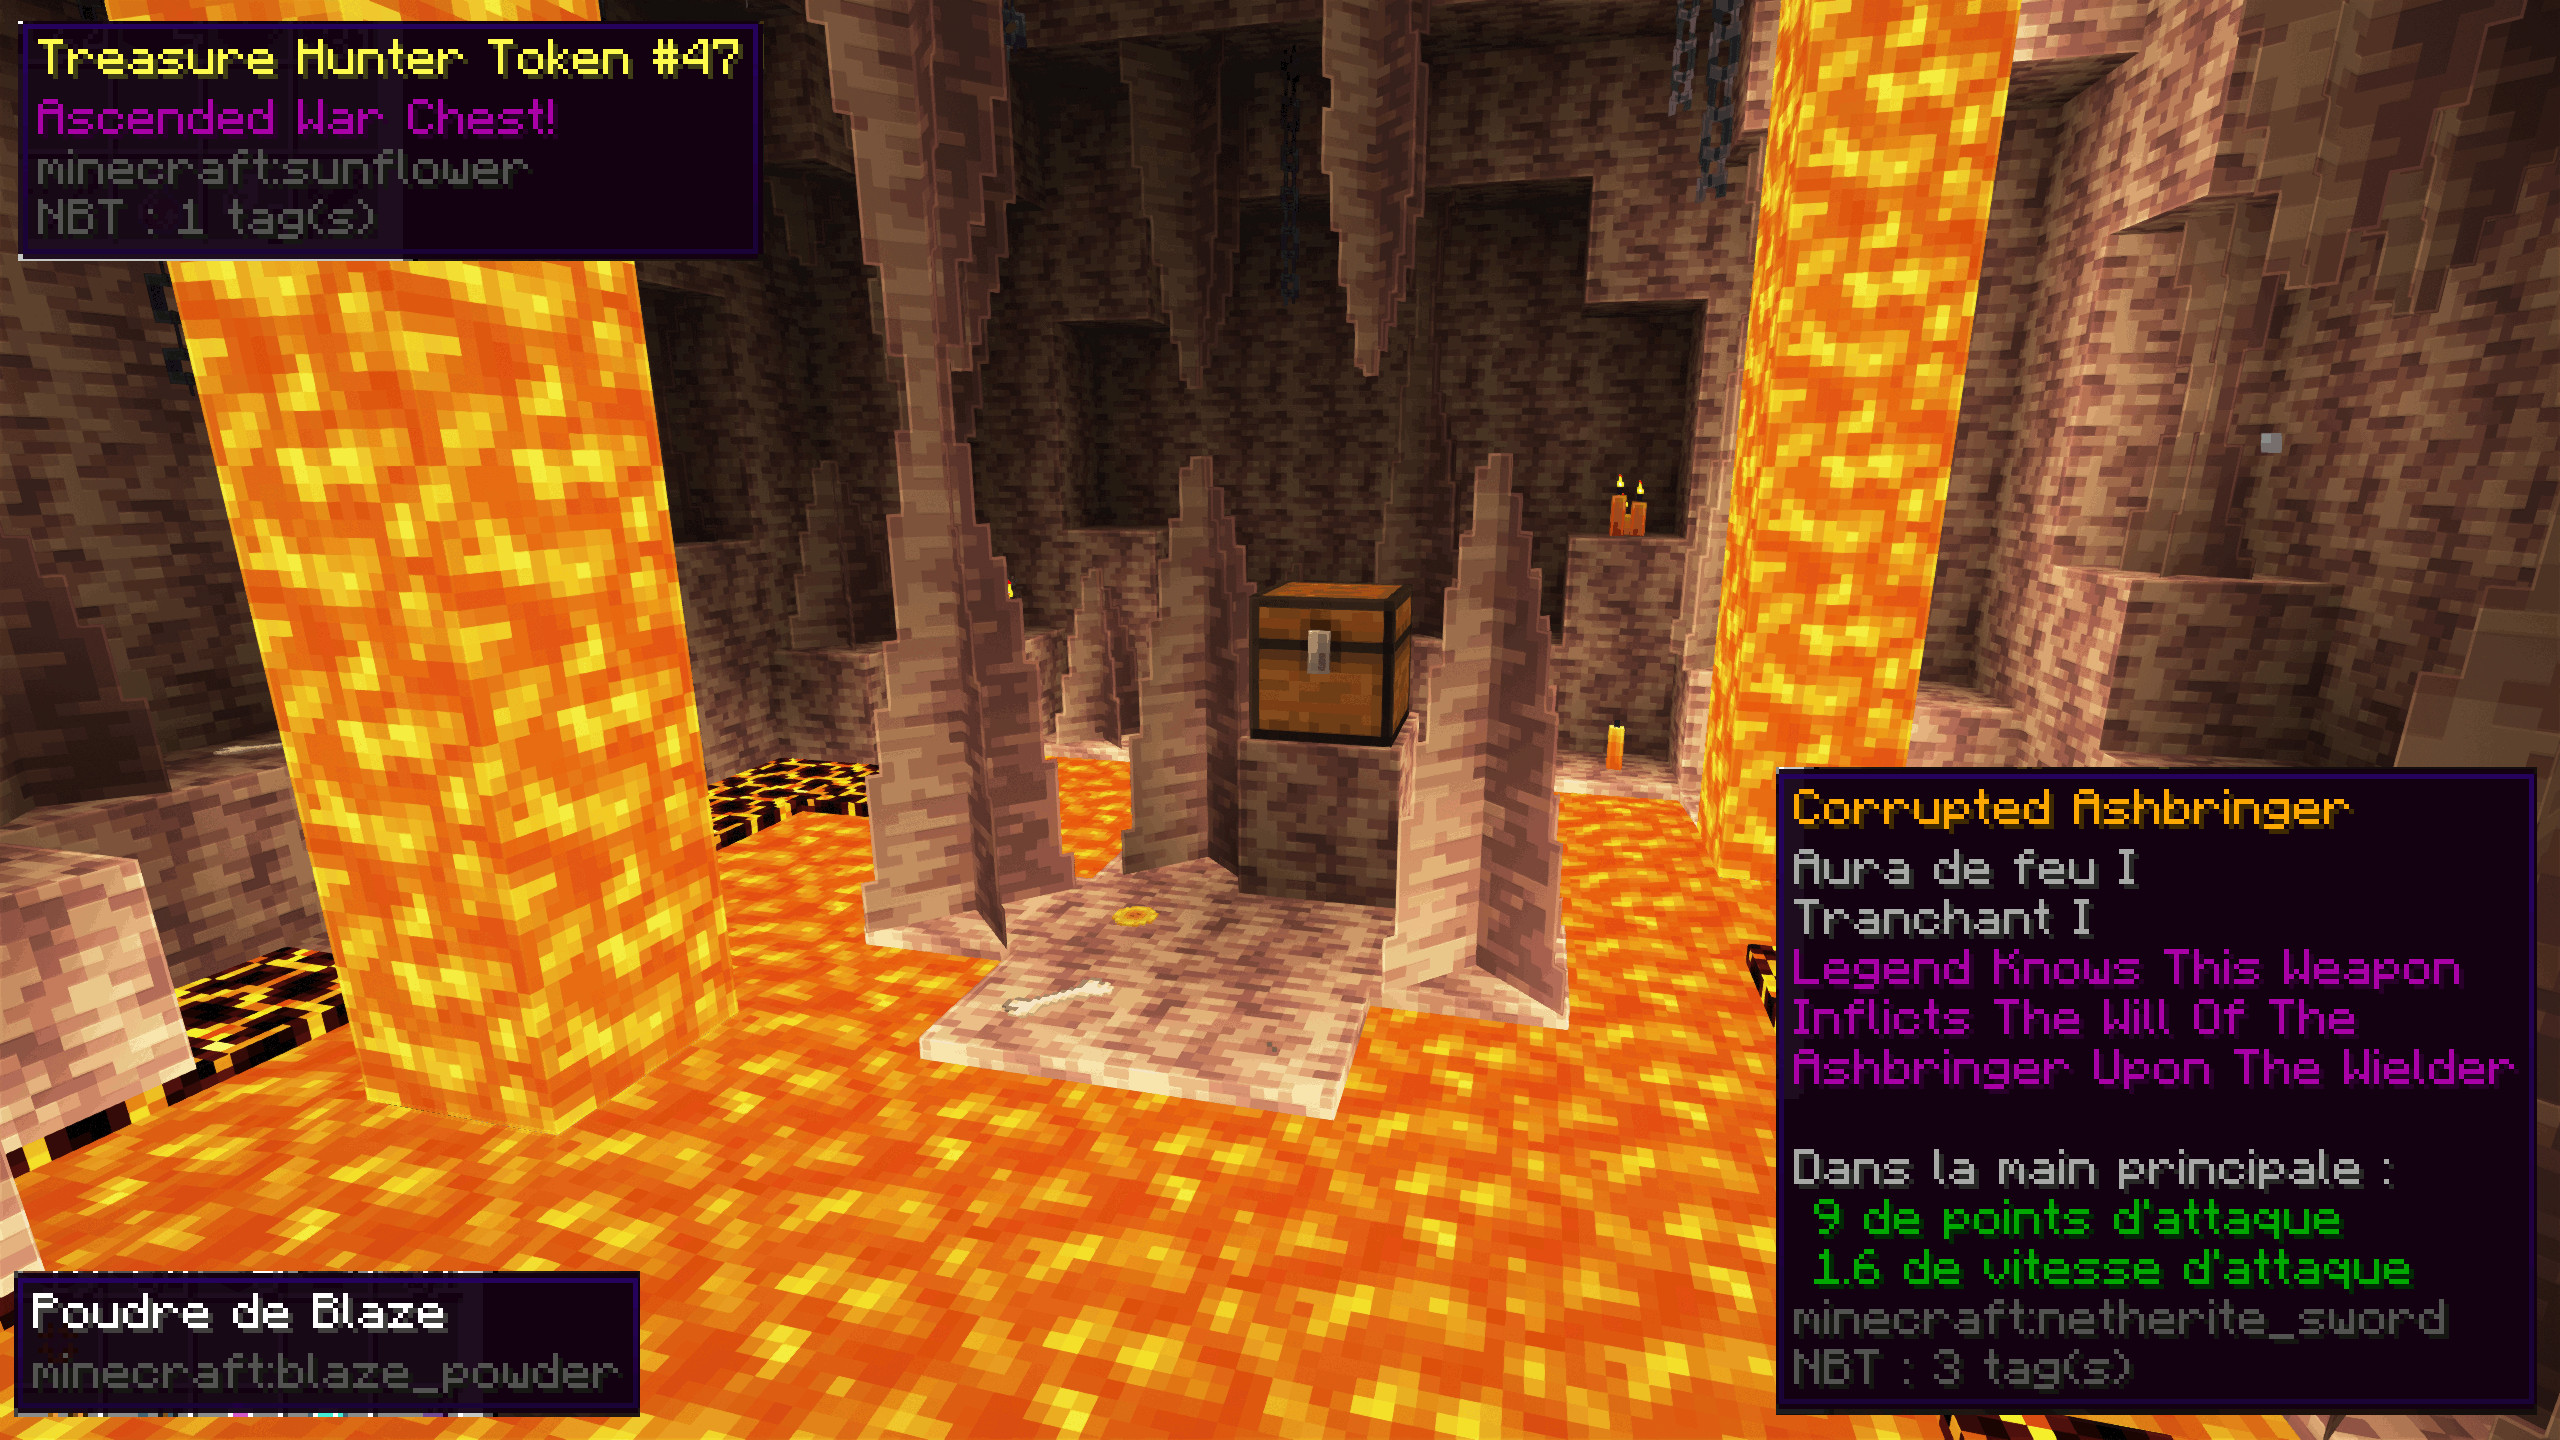 Treasure Hunter Token #47
Ascended War Chest!
minecraft:sunflower
NBT : 1 tag(s)
Corrupted Ashbringer
Aura de feu I
Tranchant I
Legend Knows This Weapon
Inflicts The Will Of The
Ashbringer Upon The Wielder
Dans la main principale :
9 de points d'attaque
1.6 de vitesse d'attaque
minecraft:netherite_sword
NBT : 3 tag(s)
Poudre de Blaze
minecraft:blaze_powder